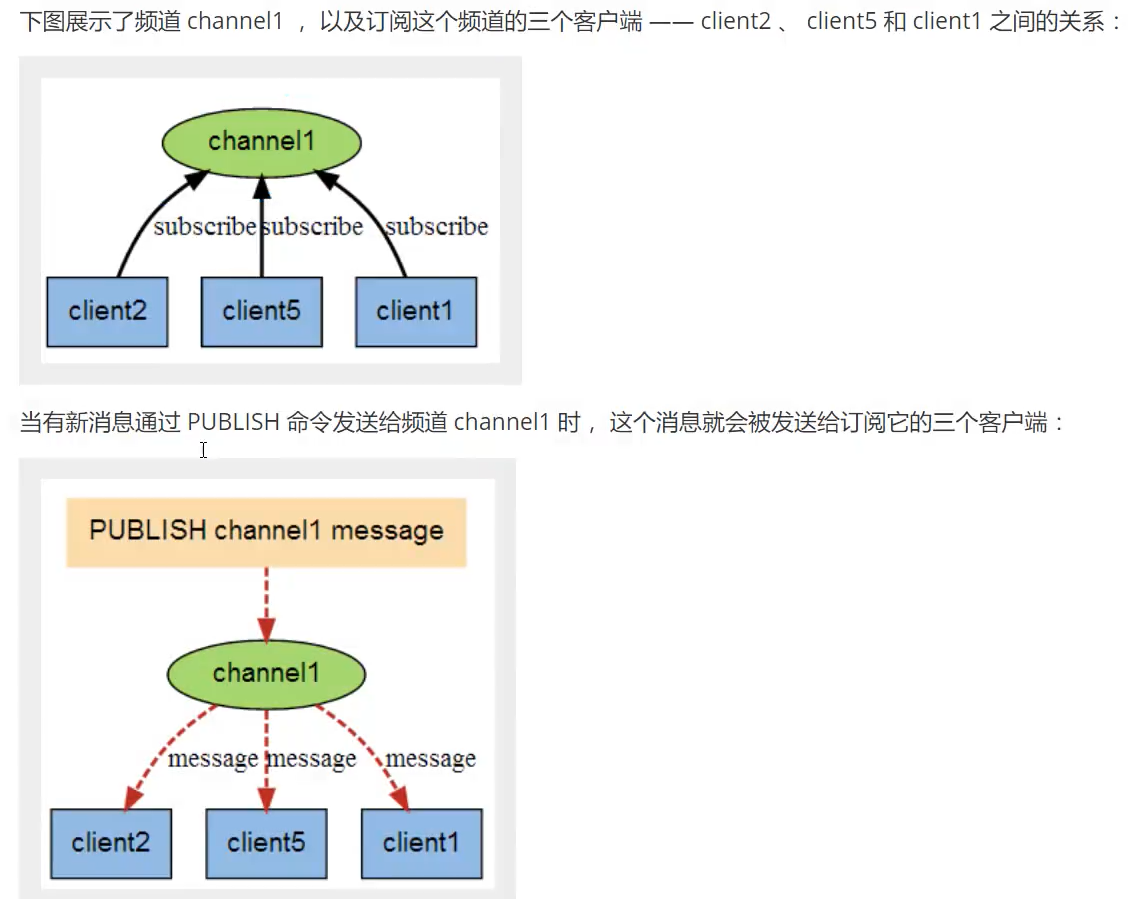 下图展示了频道 channel1 ，以及订阅这个频道的三个客户端 —— client2 、 client5 和 client1 之间的关系：
channel1
subscribe subscribe subscribe
client2 client5 client1
当有新消息通过 PUBLISH 命令发送给频道 channel1 时，这个消息就会被发送给订阅它的三个客户端：
PUBLISH channel1 message
channel1
message message message
client2 client5 client1